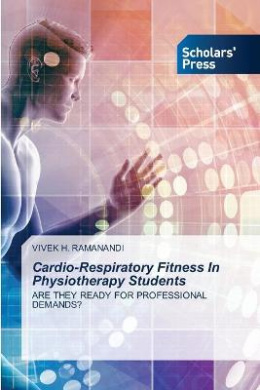 Scholars'
Press
VIVEK H. RAMANANDI
Cardio-Respiratory Fitness In
Physiotherapy Students
ARE THEY READY FOR PROFESSIONAL
DEMANDS?